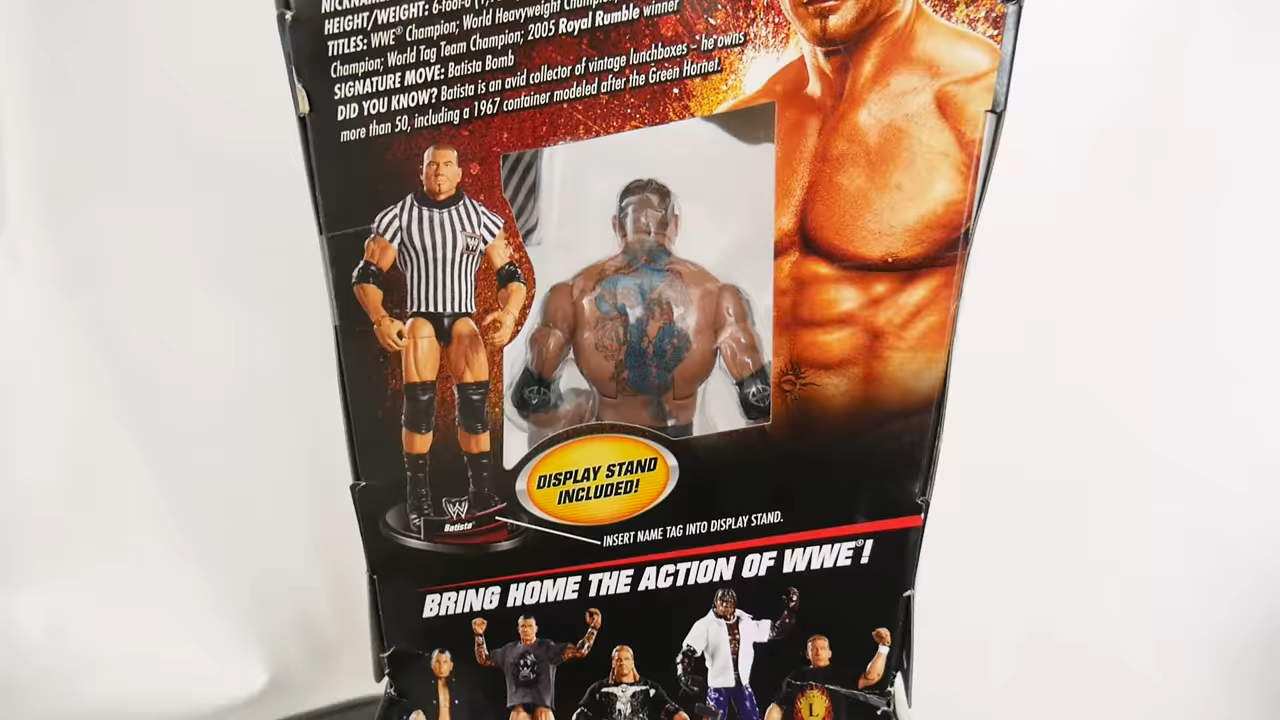 HEIGHT/WEIGHT: 6-foot-6
TITLES: WWE® Champion; World Heavyweight
Champion; World Tag Team Champion; 2005 Royal Rumble winner
SIGNATURE MOVE: Batista Bomb
DID YOU KNOW? Batista is an avid collector of vintage lunchboxes – he owns
more than 50, including a 1967 container modeled after the Green Hornet.
W
DISPLAY STAND
INCLUDED!
W
Batista®
INSERT NAME TAG INTO DISPLAY STAND.
BRING HOME THE ACTION OF WWE®!
L